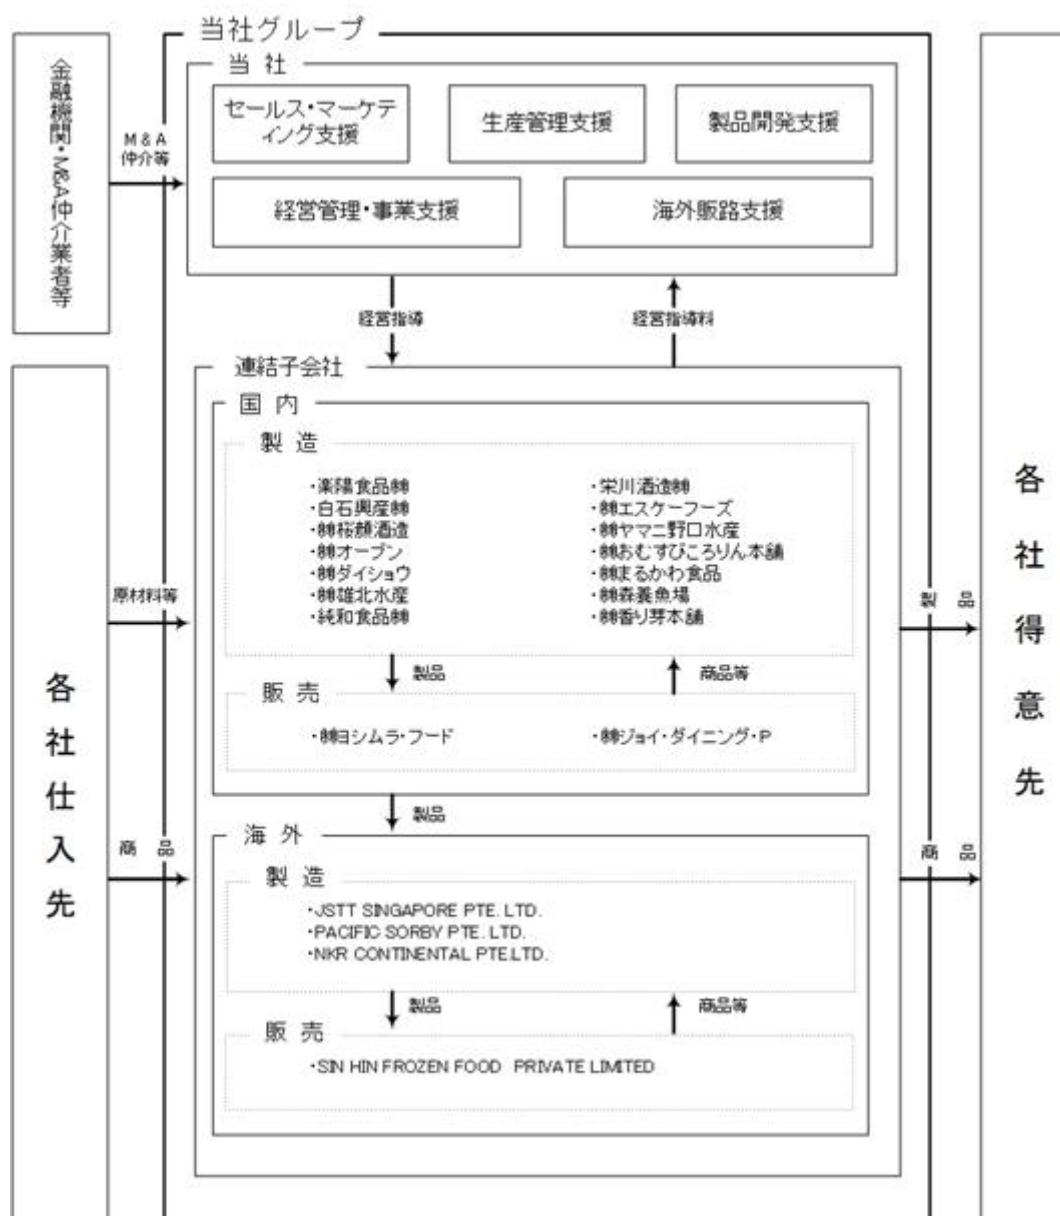 当社グループ
当 社
金融機関・M&A仲介業者等
M & A
仲介等
セールス・マーケテ
ィング支援
生産管理支援
製品開発支援
経営管理・事業支援
海外販路支援
経営指導
経営指導料
連結子会社
国 内
製 造
・楽陽食品㈱
・白石興産㈱
・㈱桜顔酒造
・㈱オーブン
・㈱ダイショウ
・㈱雄北水産
・純和食品㈱
・栄川酒造㈱
・㈱エスケーフーズ
・㈱ヤマニ野口水産
・㈱おむすびころりん本舗
・㈱まるかわ食品
・㈱森養魚場
・㈱香り芽本舗
製品
商品等
販 売
・㈱ヨシムラ・フード
・㈱ジョイ・ダイニング・P
製品
海 外
製 造
・JSTT SINGAPORE PTE. LTD.
・PACIFIC SORBY PTE. LTD.
・NKR CONTINENTAL PTE.LTD.
製品
商品等
販 売
・SIN HIN FROZEN FOOD PRIVATE LIMITED
各社仕入先
原材料等
商 品
製 品
商 品
各社得意先